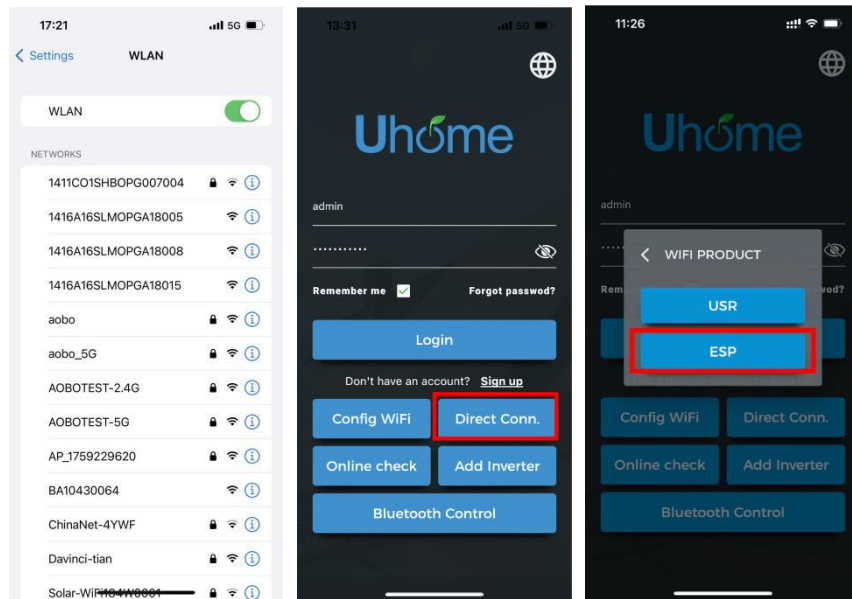 17:21
5G
Settings
WLAN
WLAN
NETWORKS
1411CO1SHBOPG007004
1416A16SLMOPGA18005
1416A16SLMOPGA18008
1416A16SLMOPGA18015
aobo
aobo_5G
AOBOTEST-2.4G
AOBOTEST-5G
AP_1759229620
BA10430064
ChinaNet-4YWF
Davinci-tian
13:31
5G
Uhome
admin
Remember me
Forgot passwod?
Login
Don't have an account? Sign up
Config WiFi
Direct Conn.
Online check
Add Inverter
Bluetooth Control
11:26
Uhome
admin
WIFI PRODUCT
Rem
wod?
USR
ESP
Config WiFi
Direct Conn.
Online check
Add Inverter
Bluetooth Control